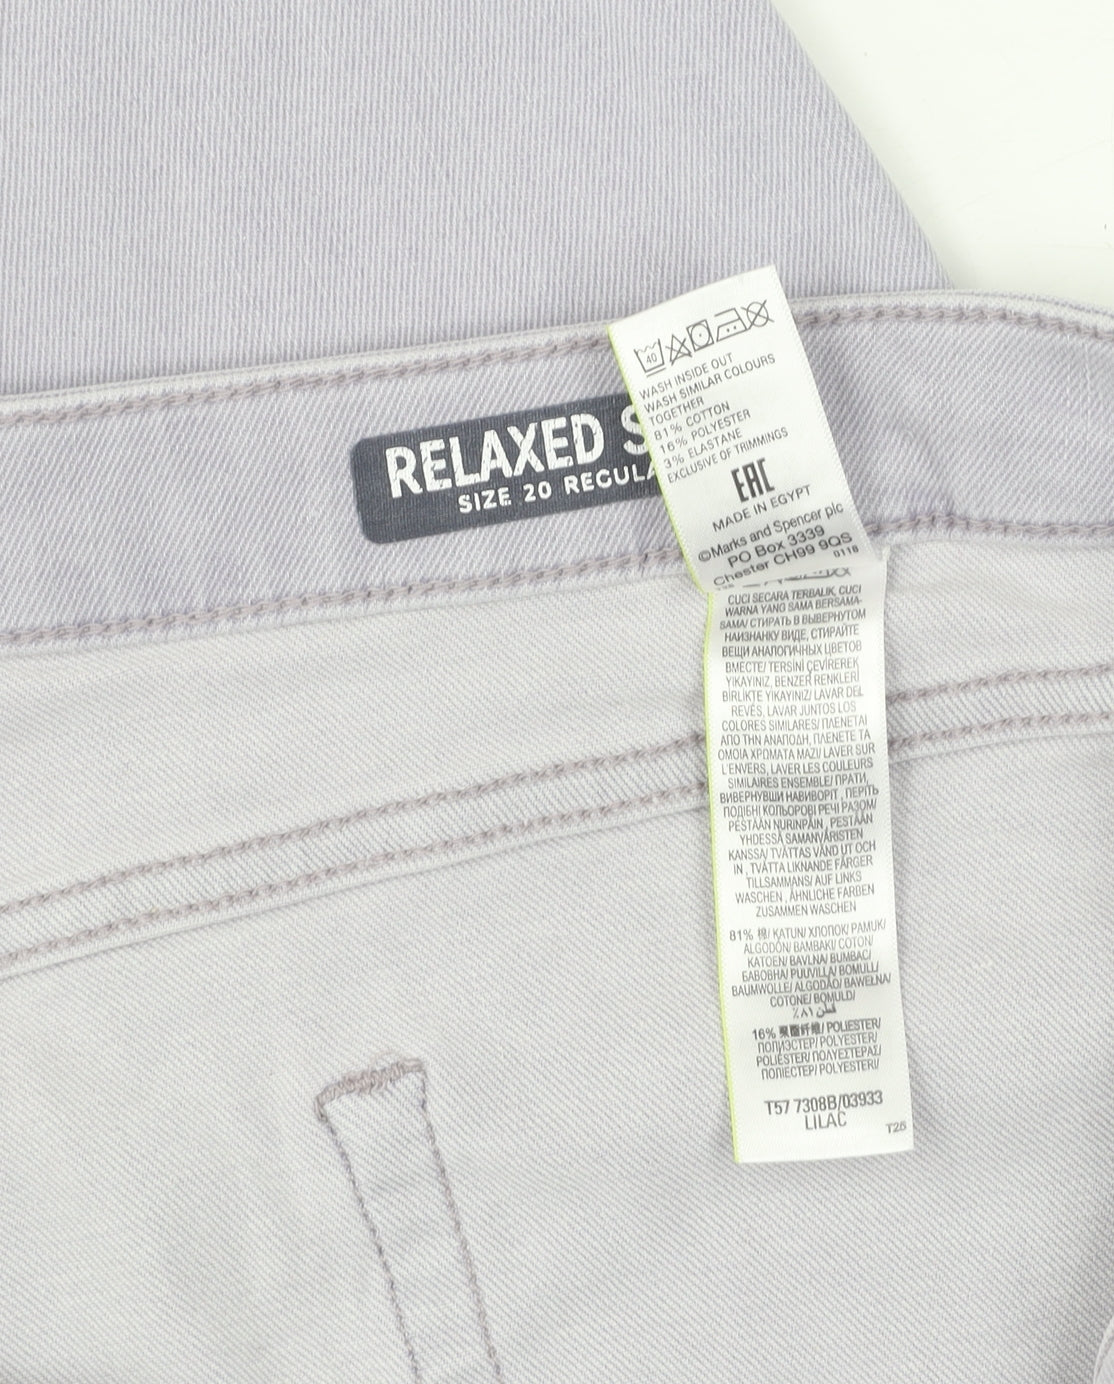 RELAXED
SIZE 20
40
WASH INSIDE OUT
WASH SIMILAR COLOURS
TOGETHER
81% COTTON
16% POLYESTER
3% ELASTANE
EXCLUSIVE OF TRIMMINGS
EAC
MADE IN EGYPT
©Marks and Spencer plc
PO Box 3339
Chester CH99 9QS
0118
CUCI SECARA TERBALIK, CUCI
WARNA YANG SAMA BERSAMA-
SAMA/ СТИРАТЬ В ВЫВЕРНУТОМ
НАИЗНАНКУ ВИДЕ, СТИРАЙТЕ
ВЕЩИ АНАЛОГИЧНЫХ ЦВЕТОВ
ВМЕСТЕ/ TERSİNİ ÇEVİREREK
YIKAYINIZ, BENZER RENKLERİ
BİRLİKTE YIKAYINIZ/ LAVAR DEL
REVÉS, LAVAR JUNTOS LOS
COLORES SIMILARES/ ΠΛΕΝΕΤΑΙ
ΑΠΟ ΤΗΝ ΑΝΑΠΟΔΗ, ΠΛΕΝΕΤΕ ΤΑ
ΟΜΟΙΑ ΧΡΩΜΑΤΑ ΜΑΖΙ/ LAVER SUR
L'ENVERS, LAVER LES COULEURS
SIMILAIRES ENSEMBLE/ ПРАТИ,
ВИВЕРНУВШИ НАВИВОРІТ , ПЕРІТЬ
ПОДІБНІ КОЛЬОРОВІ РЕЧІ РАЗОМ/
PESTÄÄN NURINPÄIN , PESTÄÄN
YHDESSÄ SAMANVÄRISTEN
KANSSA/ TVÄTTAS VÄND UT OCH
IN , TVÄTTA LIKNANDE FÄRGER
TILLSAMMANS/ AUF LINKS
WASCHEN , ÄHNLICHE FARBEN
ZUSAMMEN WASCHEN
81% 棉/ KATUN/ ХЛОПОК/ PAMUK/
ALGODÓN/ ΒΑΜΒΑΚΙ/ COTON/
KATOEN/ BAVLNA/ BUMBAC/
БАВОВНА/ PUUVILLA/ BOMULL/
BAUMWOLLE/ ALGODÃO/ BAWEŁNA/
COTONE/ BOMULD/
قطن ٨١٪
16% 聚酯纤维/ POLIESTER/
ПОЛИЭСТЕР/ POLYESTER/
POLIÉSTER/ ΠΟΛΥΕΣΤΕΡΑΣ/
ПОЛІЕСТЕР/ POLYESTERI/
T57 7308B/03933
LILAC
T25